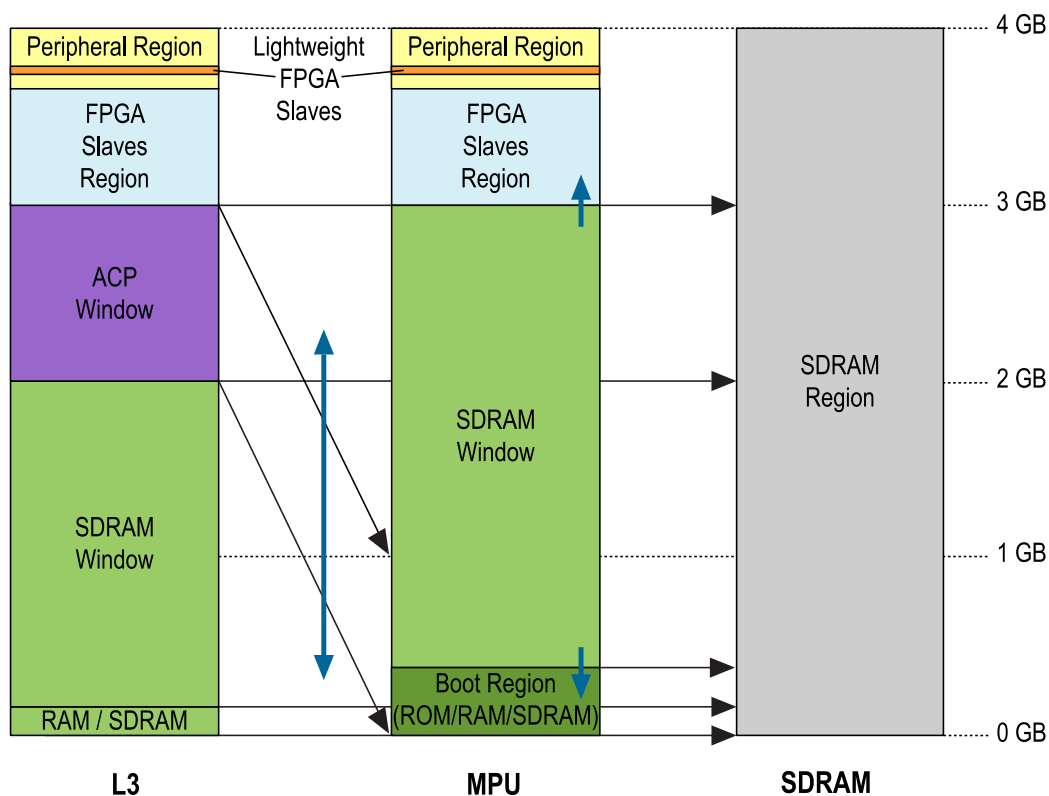 4 GB
Peripheral Region
Lightweight
FPGA
Slaves
Peripheral Region
FPGA
Slaves
Region
FPGA
Slaves
Region
3 GB
ACP
Window
2 GB
SDRAM
Region
SDRAM
Window
SDRAM
Window
1 GB
Boot Region
(ROM/RAM/SDRAM)
RAM / SDRAM
0 GB
L3
MPU
SDRAM